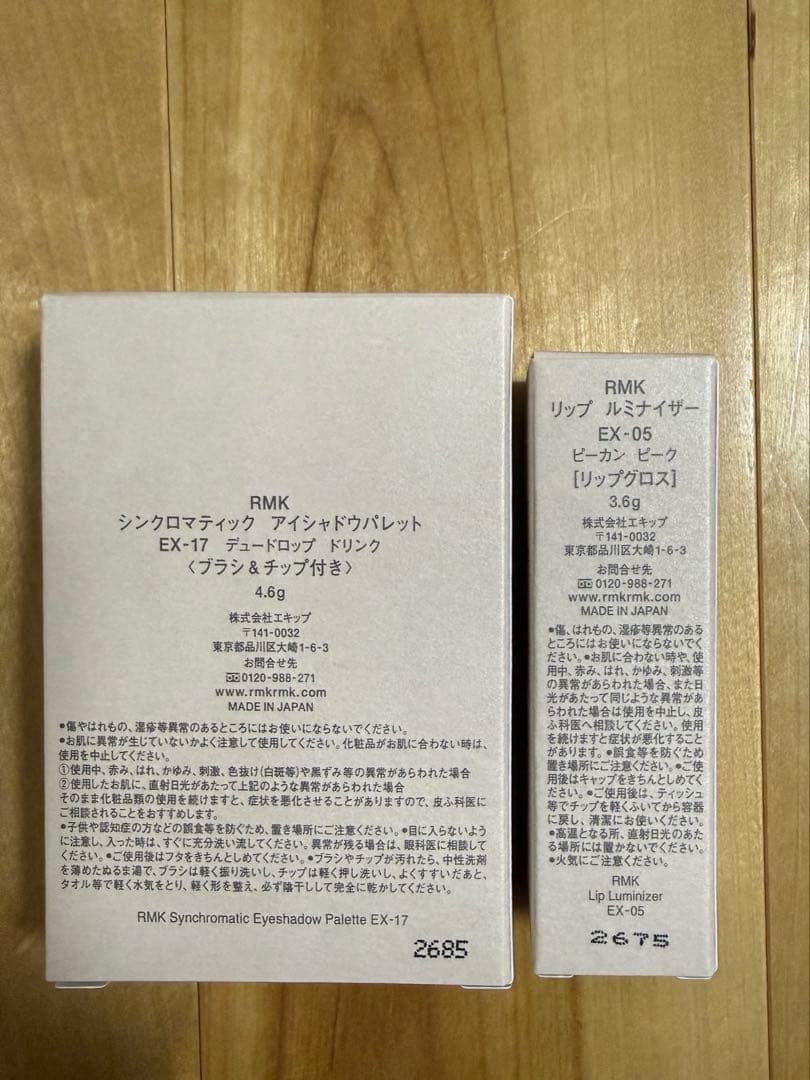 RMK
シンクロマティック アイシャドウパレット
EX-17 デュードロップ ドリンク
〈ブラシ&チップ付き〉
4.6g
株式会社エキップ
〒141-0032
東京都品川区大崎1-6-3
お問合せ先
0120-988-271
www.rmkrmk.com
MADE IN JAPAN
●傷やはれもの、湿疹等異常のあるところにはお使いにならないでください。
●お肌に異常が生じていないかよく注意して使用してください。化粧品がお肌に合わない時は、
使用を中止してください。
①使用中、赤み、はれ、かゆみ、刺激、色抜け(白斑等)や黒ずみ等の異常があらわれた場合
②使用したお肌に、直射日光があたって上記のような異常があらわれた場合
そのまま化粧品類の使用を続けますと、症状を悪化させることがありますので、皮ふ科医に
ご相談されることをおすすめします。
●子供や認知症の方などの誤食等を防ぐため、置き場所にご注意ください。●目に入らないよう
に注意し、入った時は、すぐに充分洗い流してください。異常が残る場合は、眼科医に相談して
ください。●ご使用後はフタをきちんとしめてください。●ブラシやチップが汚れたら、中性洗剤
を薄めたぬるま湯で、ブラシは軽く振り洗いし、チップは軽く押し洗いし、よくすすいだあと、
タオル等で軽く水気をとり、軽く形を整え、必ず陰干しして完全に乾かしてください。
RMK Synchromatic Eyeshadow Palette EX-17
2685
RMK
リップ ルミナイザー
EX-05
ピーカン ピーク
[リップグロス]
3.6g
株式会社エキップ
〒141-0032
東京都品川区大崎1-6-3
お問合せ先
0120-988-271
www.rmkrmk.com
MADE IN JAPAN
●傷、はれもの、湿疹等異常のある
ところにはお使いにならないでく
ださい。●お肌に合わない時や、使
用中、赤み、はれ、かゆみ、刺激等
の異常があらわれた場合、また日
光があたって同じような異常があ
らわれた場合は使用を中止し、皮
ふ科医へ相談してください。使用
を続けますと症状が悪化すること
があります。●誤食等を防ぐため
置き場所にご注意ください。●ご使
用後はキャップをきちんとしめてく
ださい。●ご使用後は、ティッシュ
等でチップを軽くふいてから容器
に戻し、清潔にお使いください。
●高温となる所、直射日光のあた
る場所には置かないでください。
●火気にご注意ください。
RMK
Lip Luminizer
EX-05
2675